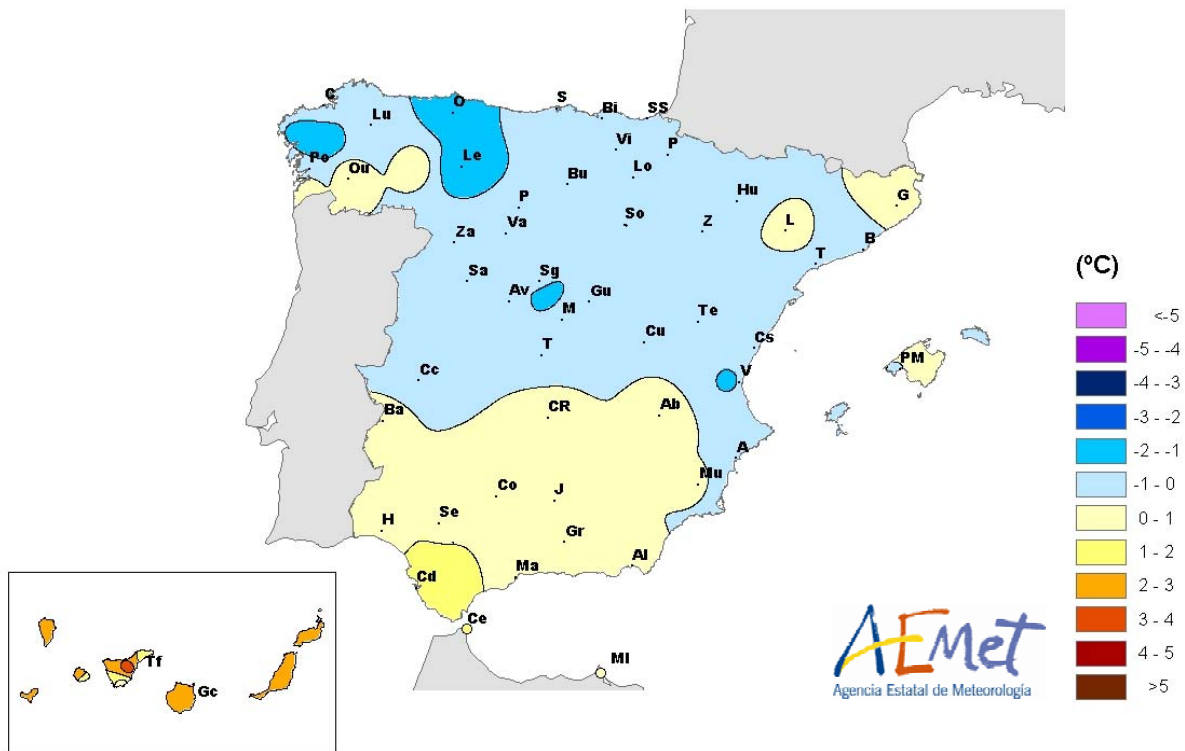 C
O
S
Bi
SS
Lu
Vi
P
Po
Ou
Le
Bu
Lo
Hu
G
P
L
Za
Va
So
Z
B
T
Sa
Sg
Av
Gu
M
Te
T
Cu
Cs
Cc
V
PM
Ba
CR
Ab
A
Mu
Co
J
H
Se
Gr
Al
Cd
Ma
Ce
Ml
Tf
Gc
(ºC)
<-5
-5 - -4
-4 - -3
-3 - -2
-2 - -1
-1 - 0
0 - 1
1 - 2
2 - 3
3 - 4
4 - 5
>5
AEMet
Agencia Estatal de Meteorología